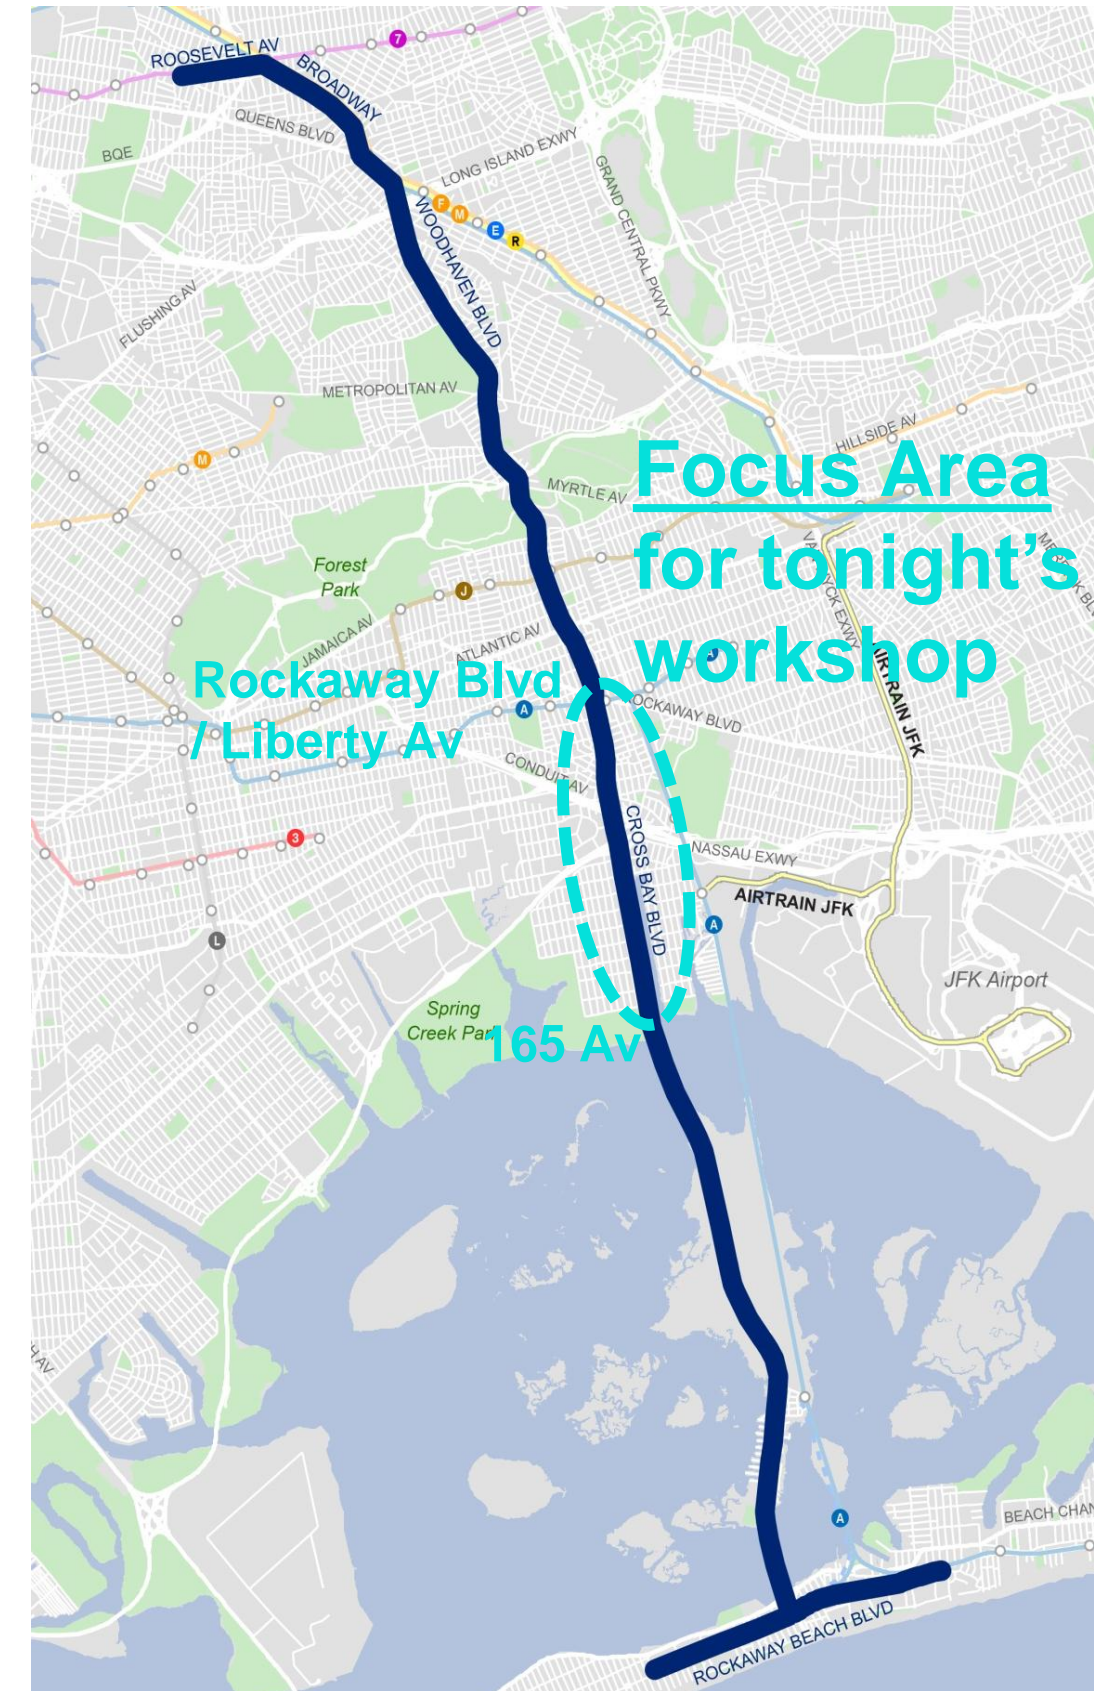 7
ROOSEVELT AV
BROADWAY
QUEENS BLVD
BQE
LONG ISLAND EXWY
GRAND CENTRAL PKWY
F
M
E
R
WOODHAVEN BLVD
FLUSHING AV
METROPOLITAN AV
HILLSIDE AV
M
Focus Area
for tonight’s
workshop
MYRTLE AV
Forest
Park
J
JAMAICA AV
ATLANTIC AV
A
AIRTRAIN JFK
Rockaway Blvd
/ Liberty Av
A
ROCKAWAY BLVD
CONDUIT AV
CROSS BAY BLVD
3
NASSAU EXWY
AIRTRAIN JFK
A
L
JFK Airport
Spring
Creek Park
165 Av
A
BEACH CHAN
ROCKAWAY BEACH BLVD